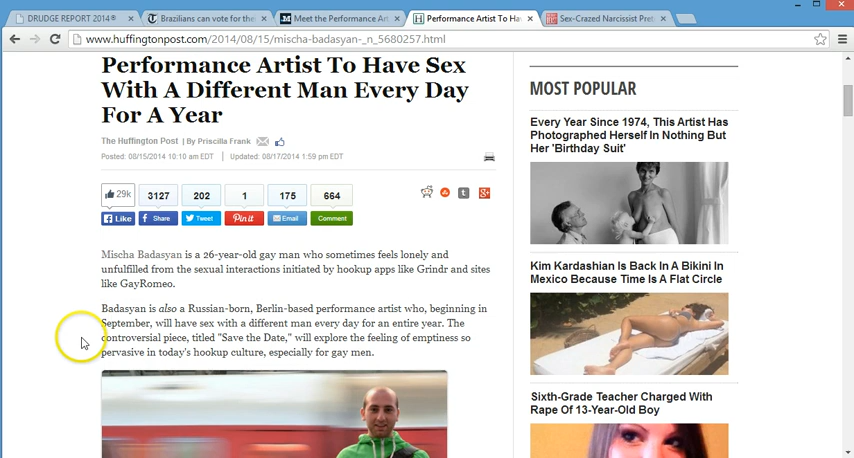 DRUDGE REPORT 2014®
Brazilians can vote for the
Meet the Performance Art
Performance Artist To Hav
Sex-Crazed Narcissist Pret
www.huffingtonpost.com/2014/08/15/mischa-badasyan-_n_5680257.html
Performance Artist To Have Sex
With A Different Man Every Day
For A Year
The Huffington Post | By Priscilla Frank
Posted: 08/15/2014 10:10 am EDT | Updated: 08/17/2014 1:59 pm EDT
29k
3127
202
1
175
664
Like
Share
Tweet
Pin it
Email
Comment
Mischa Badasyan is a 26-year-old gay man who sometimes feels lonely and
unfulfilled from the sexual interactions initiated by hookup apps like Grindr and sites
like GayRomeo.
Badasyan is also a Russian-born, Berlin-based performance artist who, beginning in
September, will have sex with a different man every day for an entire year. The
controversial piece, titled "Save the Date," will explore the feeling of emptiness so
pervasive in today's hookup culture, especially for gay men.
MOST POPULAR
Every Year Since 1974, This Artist Has
Photographed Herself In Nothing But
Her 'Birthday Suit'
Kim Kardashian Is Back In A Bikini In
Mexico Because Time Is A Flat Circle
Sixth-Grade Teacher Charged With
Rape Of 13-Year-Old Boy